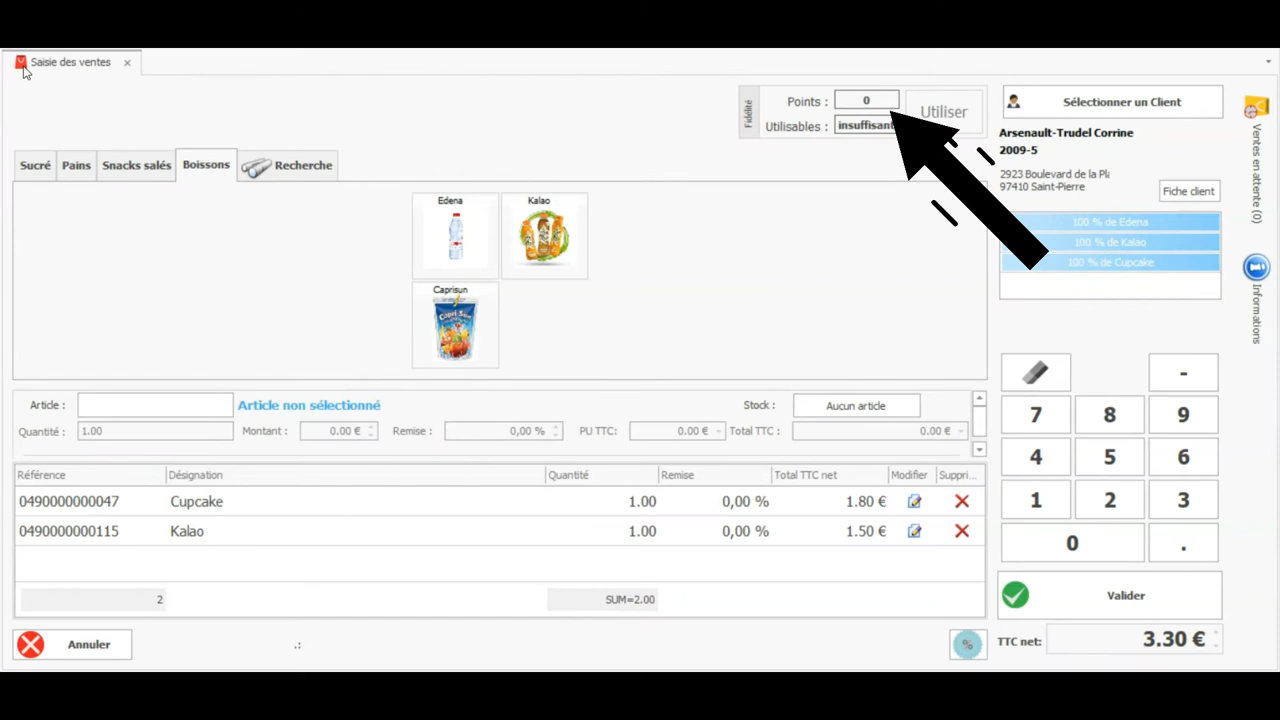 Saisie des ventes
Fidélité
Points : 0
Utilisables : insuffisant
Utiliser
Sélectionner un Client
Arsenault-Trudel Corrine
2009-5
2923 Boulevard de la
97410 Saint-Pierre
Fiche client
Ventes en attente (0)
Informations
Sucré Pains Snacks salés Boissons Recherche
Edena Kalao
Caprisun
Capri-Sun
100 % de Edena
100 % de Kalao
100 % de Cupcake
Article : Article non sélectionné Stock : Aucun article
Quantité : 1.00 Montant : 0.00 € Remise : 0,00 % PU TTC: 0.00 € Total TTC : 0.00 €
Référence Désignation Quantité Remise Total TTC net Modifier Suppri...
0490000000047 Cupcake 1.00 0,00 % 1.80 €
0490000000115 Kalao 1.00 0,00 % 1.50 €
2 SUM=2.00
-
7 8 9
4 5 6
1 2 3
0 .
Valider
Annuler .: % TTC net: 3.30 €